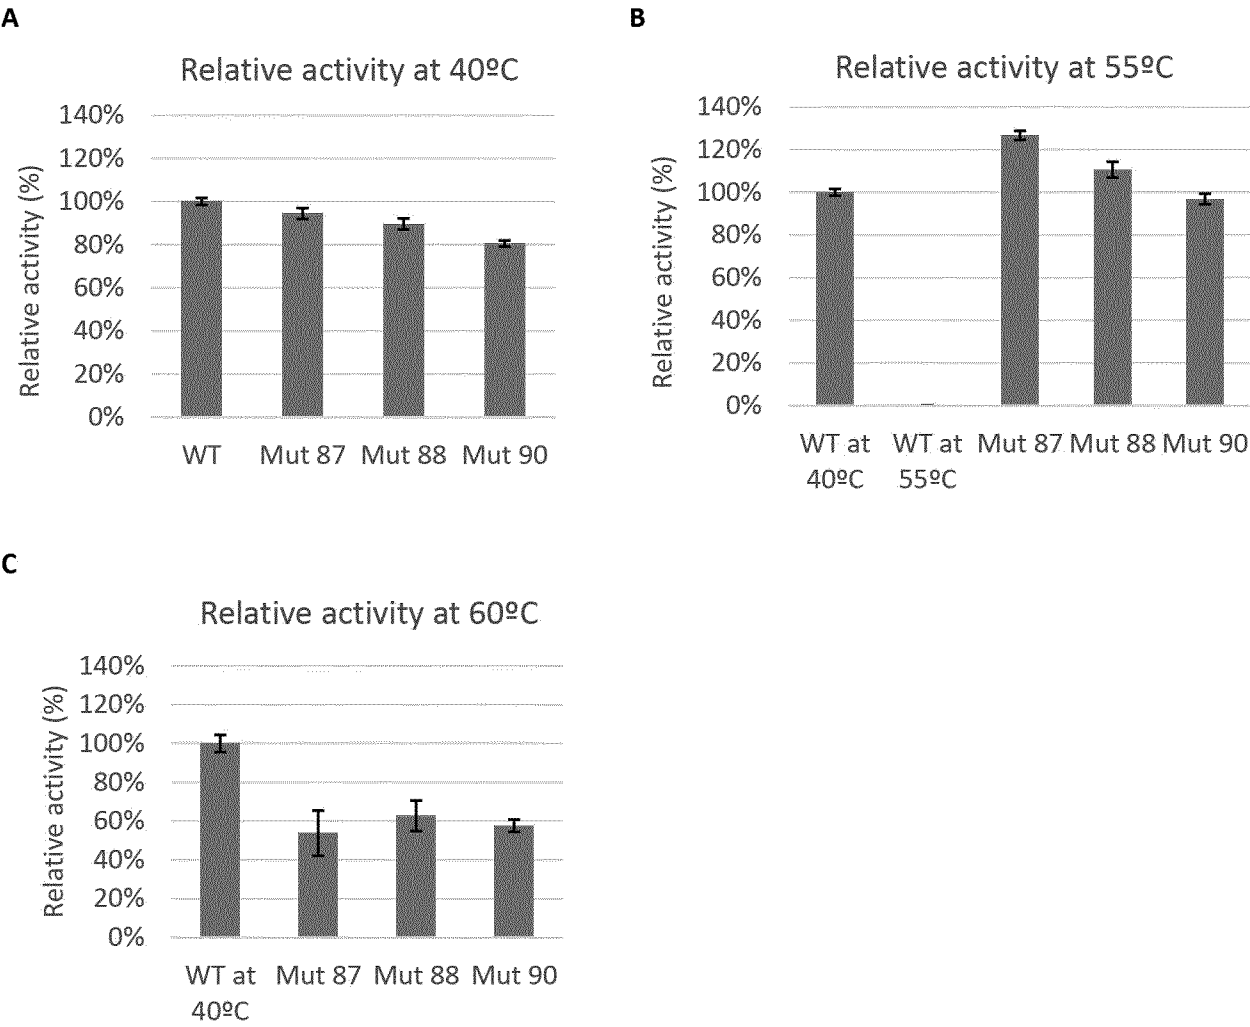 A
Relative activity at 40ºC
Relative activity (%)
140%
120%
100%
80%
60%
40%
20%
0%
WT Mut 87 Mut 88 Mut 90
B
Relative activity at 55ºC
Relative activity (%)
140%
120%
100%
80%
60%
40%
20%
0%
WT at WT at Mut 87 Mut 88 Mut 90
40ºC 55ºC
C
Relative activity at 60ºC
Relative activity (%)
140%
120%
100%
80%
60%
40%
20%
0%
WT at Mut 87 Mut 88 Mut 90
40ºC